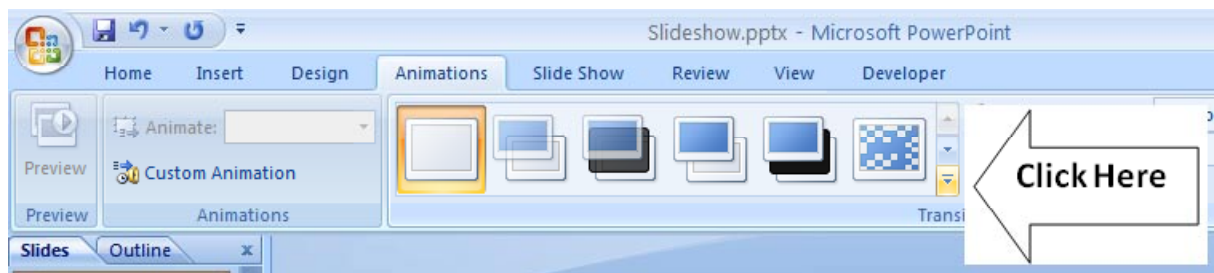 Slideshow.pptx - Microsoft PowerPoint
Home Insert Design Animations Slide Show Review View Developer
Animate:
Preview
Custom Animation
Click Here
Preview Animations
Slides Outline x